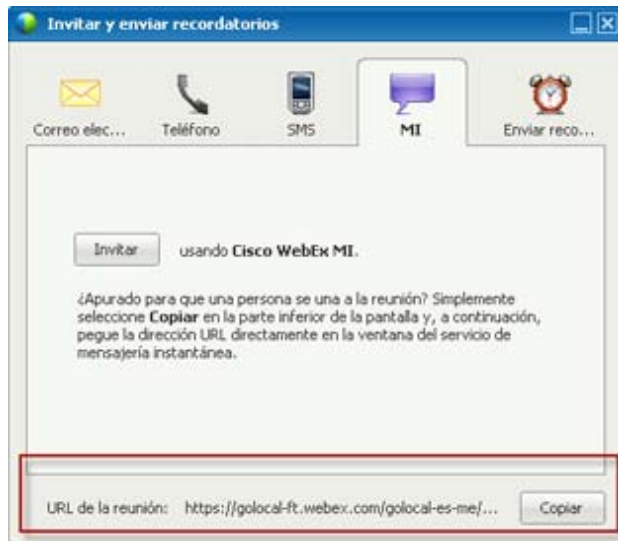 Invitar y enviar recordatorios
Correo elec... Teléfono SMS MI Enviar reco...
Invitar usando Cisco WebEx MI.
¿Apurado para que una persona se una a la reunión? Simplemente
seleccione Copiar en la parte inferior de la pantalla y, a continuación,
pegue la dirección URL directamente en la ventana del servicio de
mensajería instantánea.
URL de la reunión: https://golocal-ft.webex.com/golocal-es-me/... Copiar